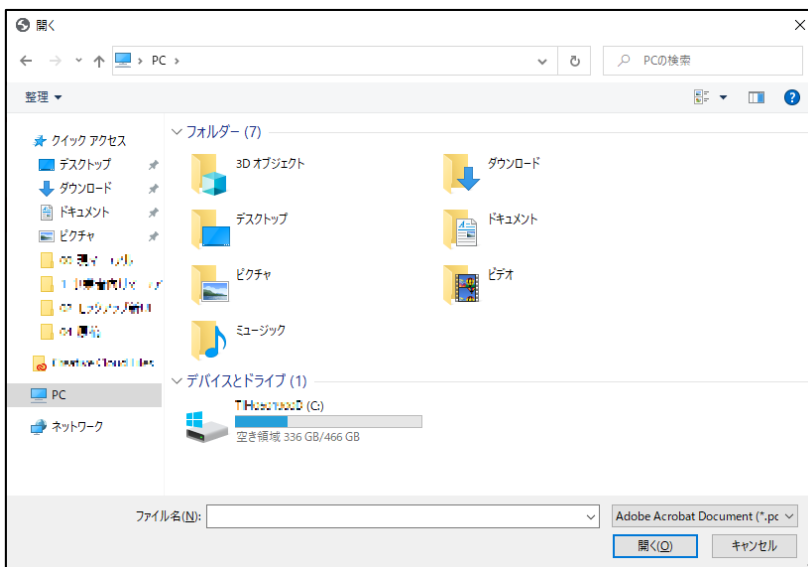 開く
PC
PCの検索
整理
クイック アクセス
デスクトップ
ダウンロード
ドキュメント
ピクチャ
Creative Cloud Files
PC
ネットワーク
フォルダー (7)
3D オブジェクト
ダウンロード
デスクトップ
ドキュメント
ピクチャ
ビデオ
ミュージック
デバイスとドライブ (1)
(C:)
空き領域 336 GB/466 GB
ファイル名(N):
Adobe Acrobat Document (*.pc
開く(O)
キャンセル